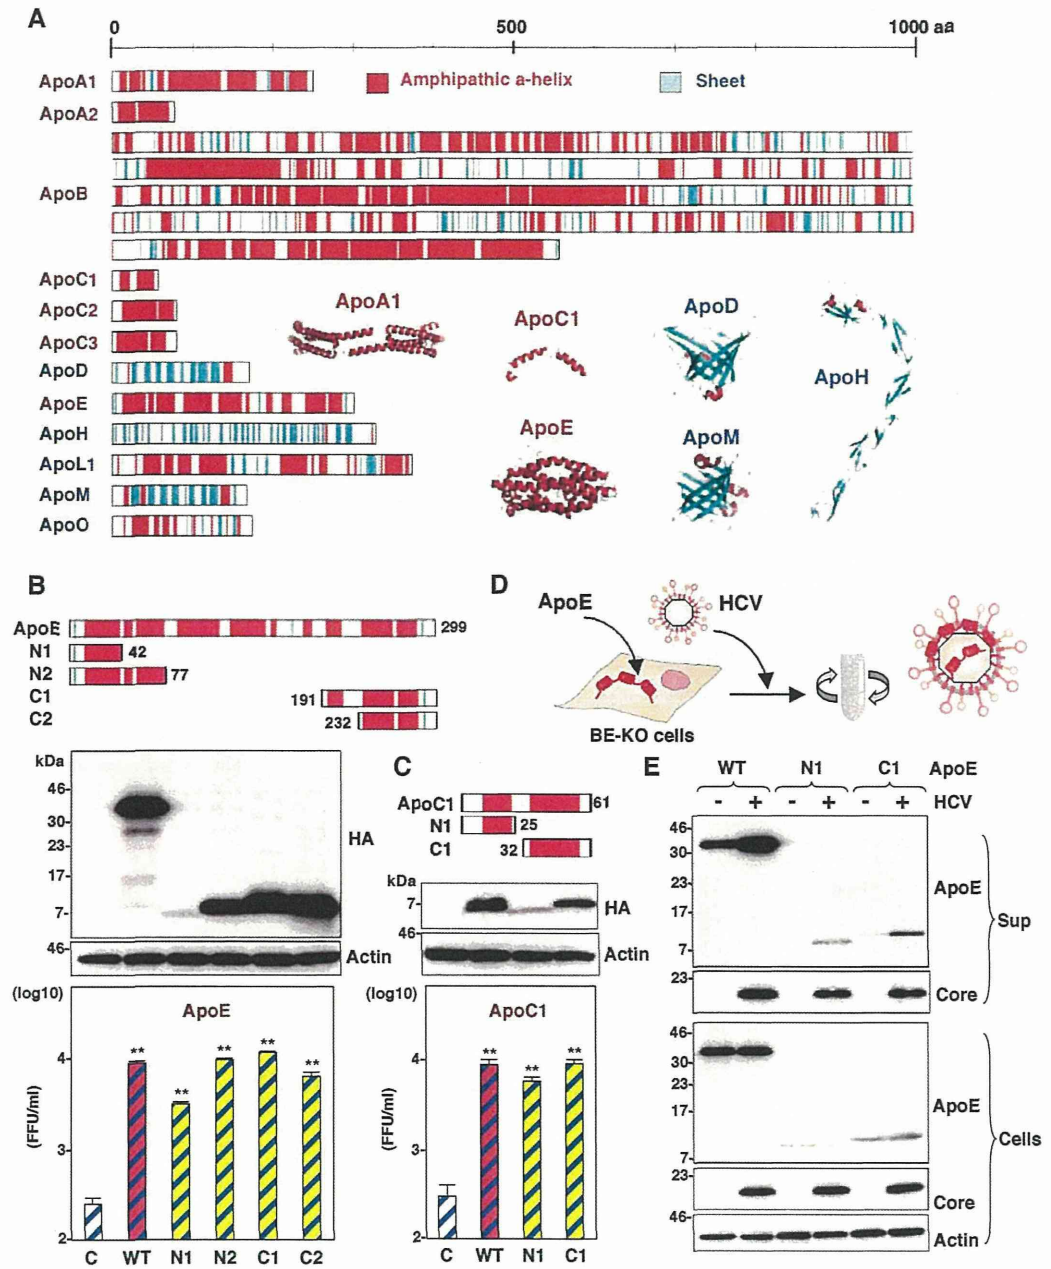 A
0 500 1000 aa
Amphipathic a-helix Sheet
ApoA1
ApoA2
ApoB
ApoC1
ApoC2
ApoC3
ApoD
ApoE
ApoH
ApoL1
ApoM
ApoO
ApoA1
ApoC1
ApoD
ApoH
ApoE
ApoM
B
ApoE 299
N1 42
N2 77
C1 191
C2 232
kDa
46-
30-
23-
17-
7-
HA
46-
Actin
(log10)
ApoE
(FFU/ml)
4
3
2
** ** ** ** **
C WT N1 N2 C1 C2
C
ApoC1 61
N1 25
C1 32
kDa
7-
HA
46-
Actin
(log10)
ApoC1
(FFU/ml)
4
3
2
** ** **
C WT N1 C1
D
ApoE HCV
BE-KO cells
E
WT N1 C1 ApoE
- + - + - + HCV
46-
30-
23-
17-
7-
ApoE
23-
Core
Sup
46-
30-
23-
17-
7-
ApoE
23-
Core
46-
Actin
Cells